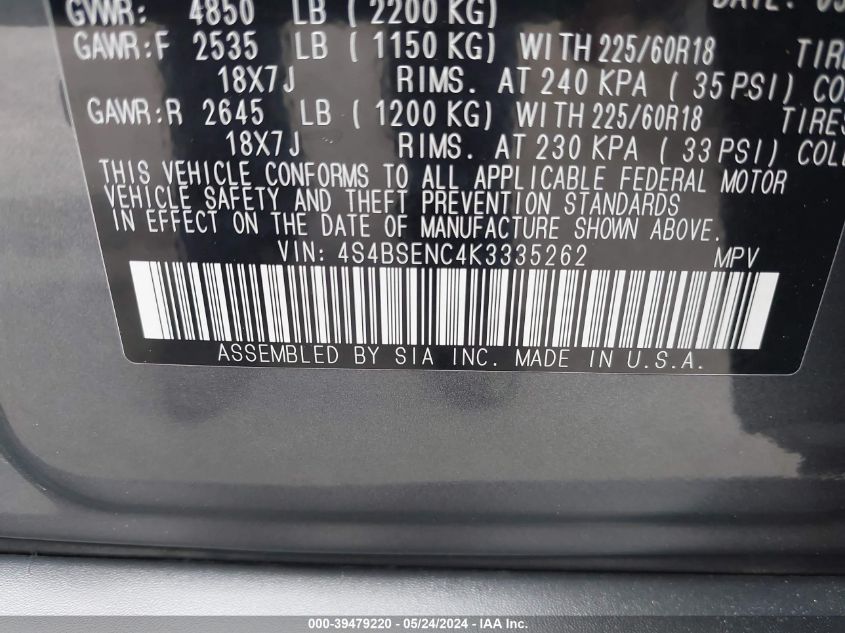 GVWR: 4850 LB (2200 KG)
GAWR:F 2535 LB (1150 KG) WITH 225/60R18
18X7J RIMS. AT 240 KPA (35 PSI)
GAWR:R 2645 LB (1200 KG) WITH 225/60R18 TIRES
18X7J RIMS. AT 230 KPA (33 PSI) COLD
THIS VEHICLE CONFORMS TO ALL APPLICABLE FEDERAL MOTOR
VEHICLE SAFETY AND THEFT PREVENTION STANDARDS
IN EFFECT ON THE DATE OF MANUFACTURE SHOWN ABOVE.
VIN: 4S4BSENC4K3335262 MPV
ASSEMBLED BY SIA INC. MADE IN U.S.A.
000-39479220 - 05/24/2024 - IAA Inc.